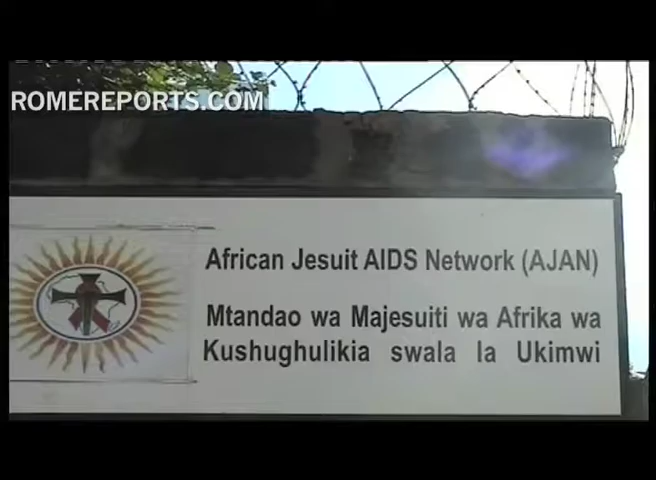 ROMEREPORTS.COM
African Jesuit AIDS Network (AJAN)
Mtandao wa Majesuiti wa Afrika wa
Kushughulikia swala la Ukimwi